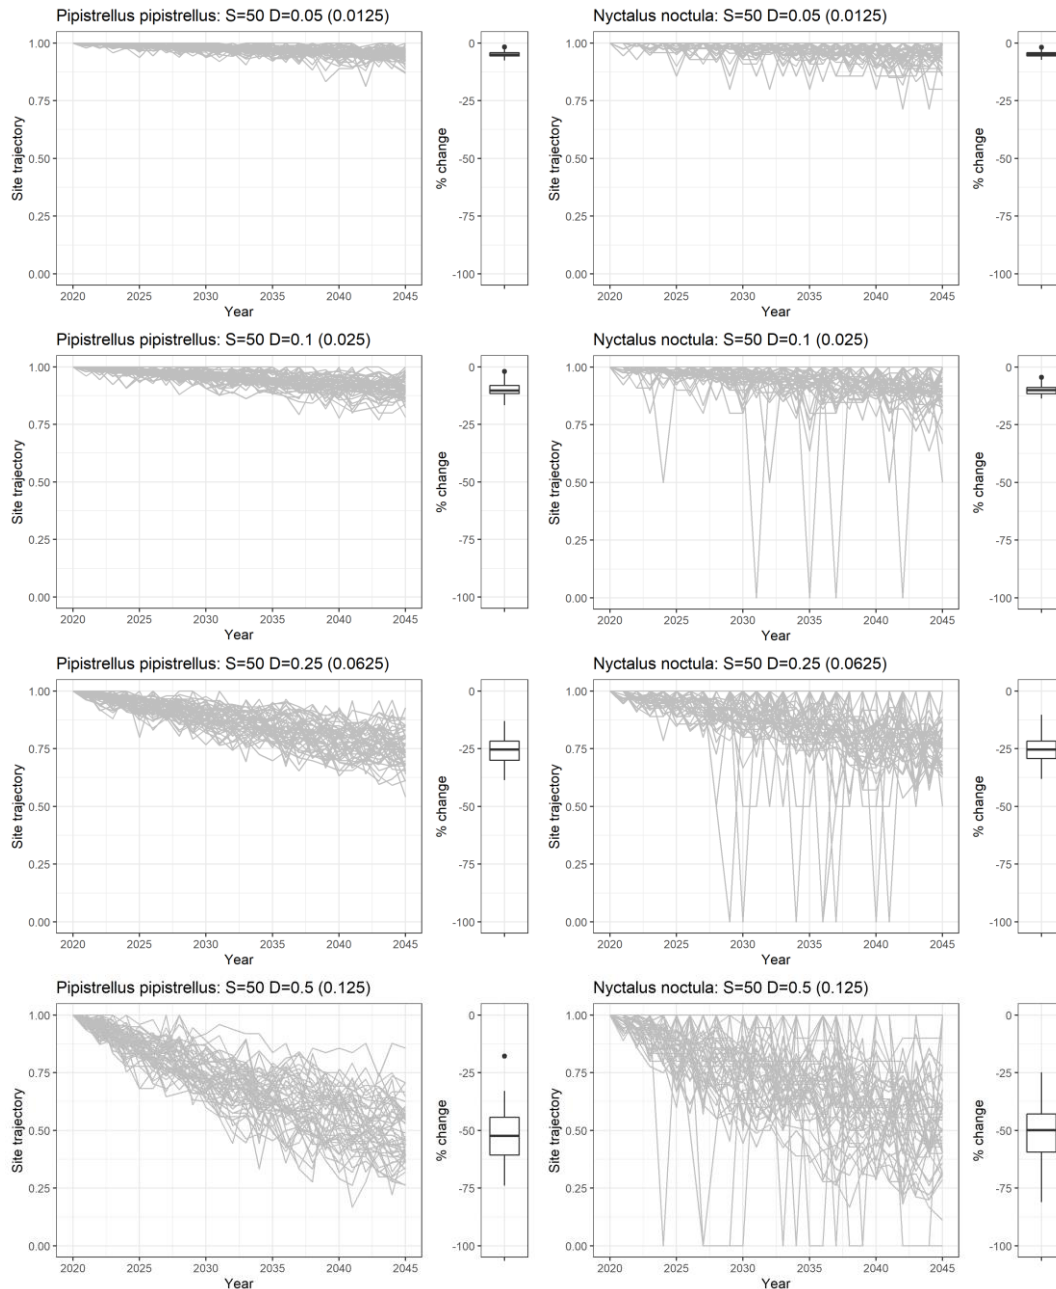 Pipistrellus pipistrellus: S=50 D=0.05 (0.0125)
1.00
0.75
0.50
0.25
0.00
Site trajectory
2020 2025 2030 2035 2040 2045
Year
0
-25
-50
-75
-100
% change
Nyctalus noctula: S=50 D=0.05 (0.0125)
1.00
0.75
0.50
0.25
0.00
Site trajectory
2020 2025 2030 2035 2040 2045
Year
0
-25
-50
-75
-100
% change
Pipistrellus pipistrellus: S=50 D=0.1 (0.025)
1.00
0.75
0.50
0.25
0.00
Site trajectory
2020 2025 2030 2035 2040 2045
Year
0
-25
-50
-75
-100
% change
Nyctalus noctula: S=50 D=0.1 (0.025)
1.00
0.75
0.50
0.25
0.00
Site trajectory
2020 2025 2030 2035 2040 2045
Year
0
-25
-50
-75
-100
% change
Pipistrellus pipistrellus: S=50 D=0.25 (0.0625)
1.00
0.75
0.50
0.25
0.00
Site trajectory
2020 2025 2030 2035 2040 2045
Year
0
-25
-50
-75
-100
% change
Nyctalus noctula: S=50 D=0.25 (0.0625)
1.00
0.75
0.50
0.25
0.00
Site trajectory
2020 2025 2030 2035 2040 2045
Year
0
-25
-50
-75
-100
% change
Pipistrellus pipistrellus: S=50 D=0.5 (0.125)
1.00
0.75
0.50
0.25
0.00
Site trajectory
2020 2025 2030 2035 2040 2045
Year
0
-25
-50
-75
-100
% change
Nyctalus noctula: S=50 D=0.5 (0.125)
1.00
0.75
0.50
0.25
0.00
Site trajectory
2020 2025 2030 2035 2040 2045
Year
0
-25
-50
-75
-100
% change